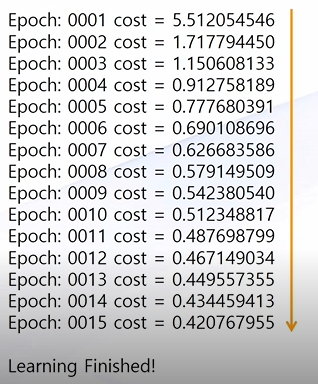 Epoch: 0001 cost = 5.512054546
Epoch: 0002 cost = 1.717794450
Epoch: 0003 cost = 1.150608133
Epoch: 0004 cost = 0.912758189
Epoch: 0005 cost = 0.777680391
Epoch: 0006 cost = 0.690108696
Epoch: 0007 cost = 0.626683586
Epoch: 0008 cost = 0.579149509
Epoch: 0009 cost = 0.542380540
Epoch: 0010 cost = 0.512348817
Epoch: 0011 cost = 0.487698799
Epoch: 0012 cost = 0.467149034
Epoch: 0013 cost = 0.449557355
Epoch: 0014 cost = 0.434459413
Epoch: 0015 cost = 0.420767955
Learning Finished!